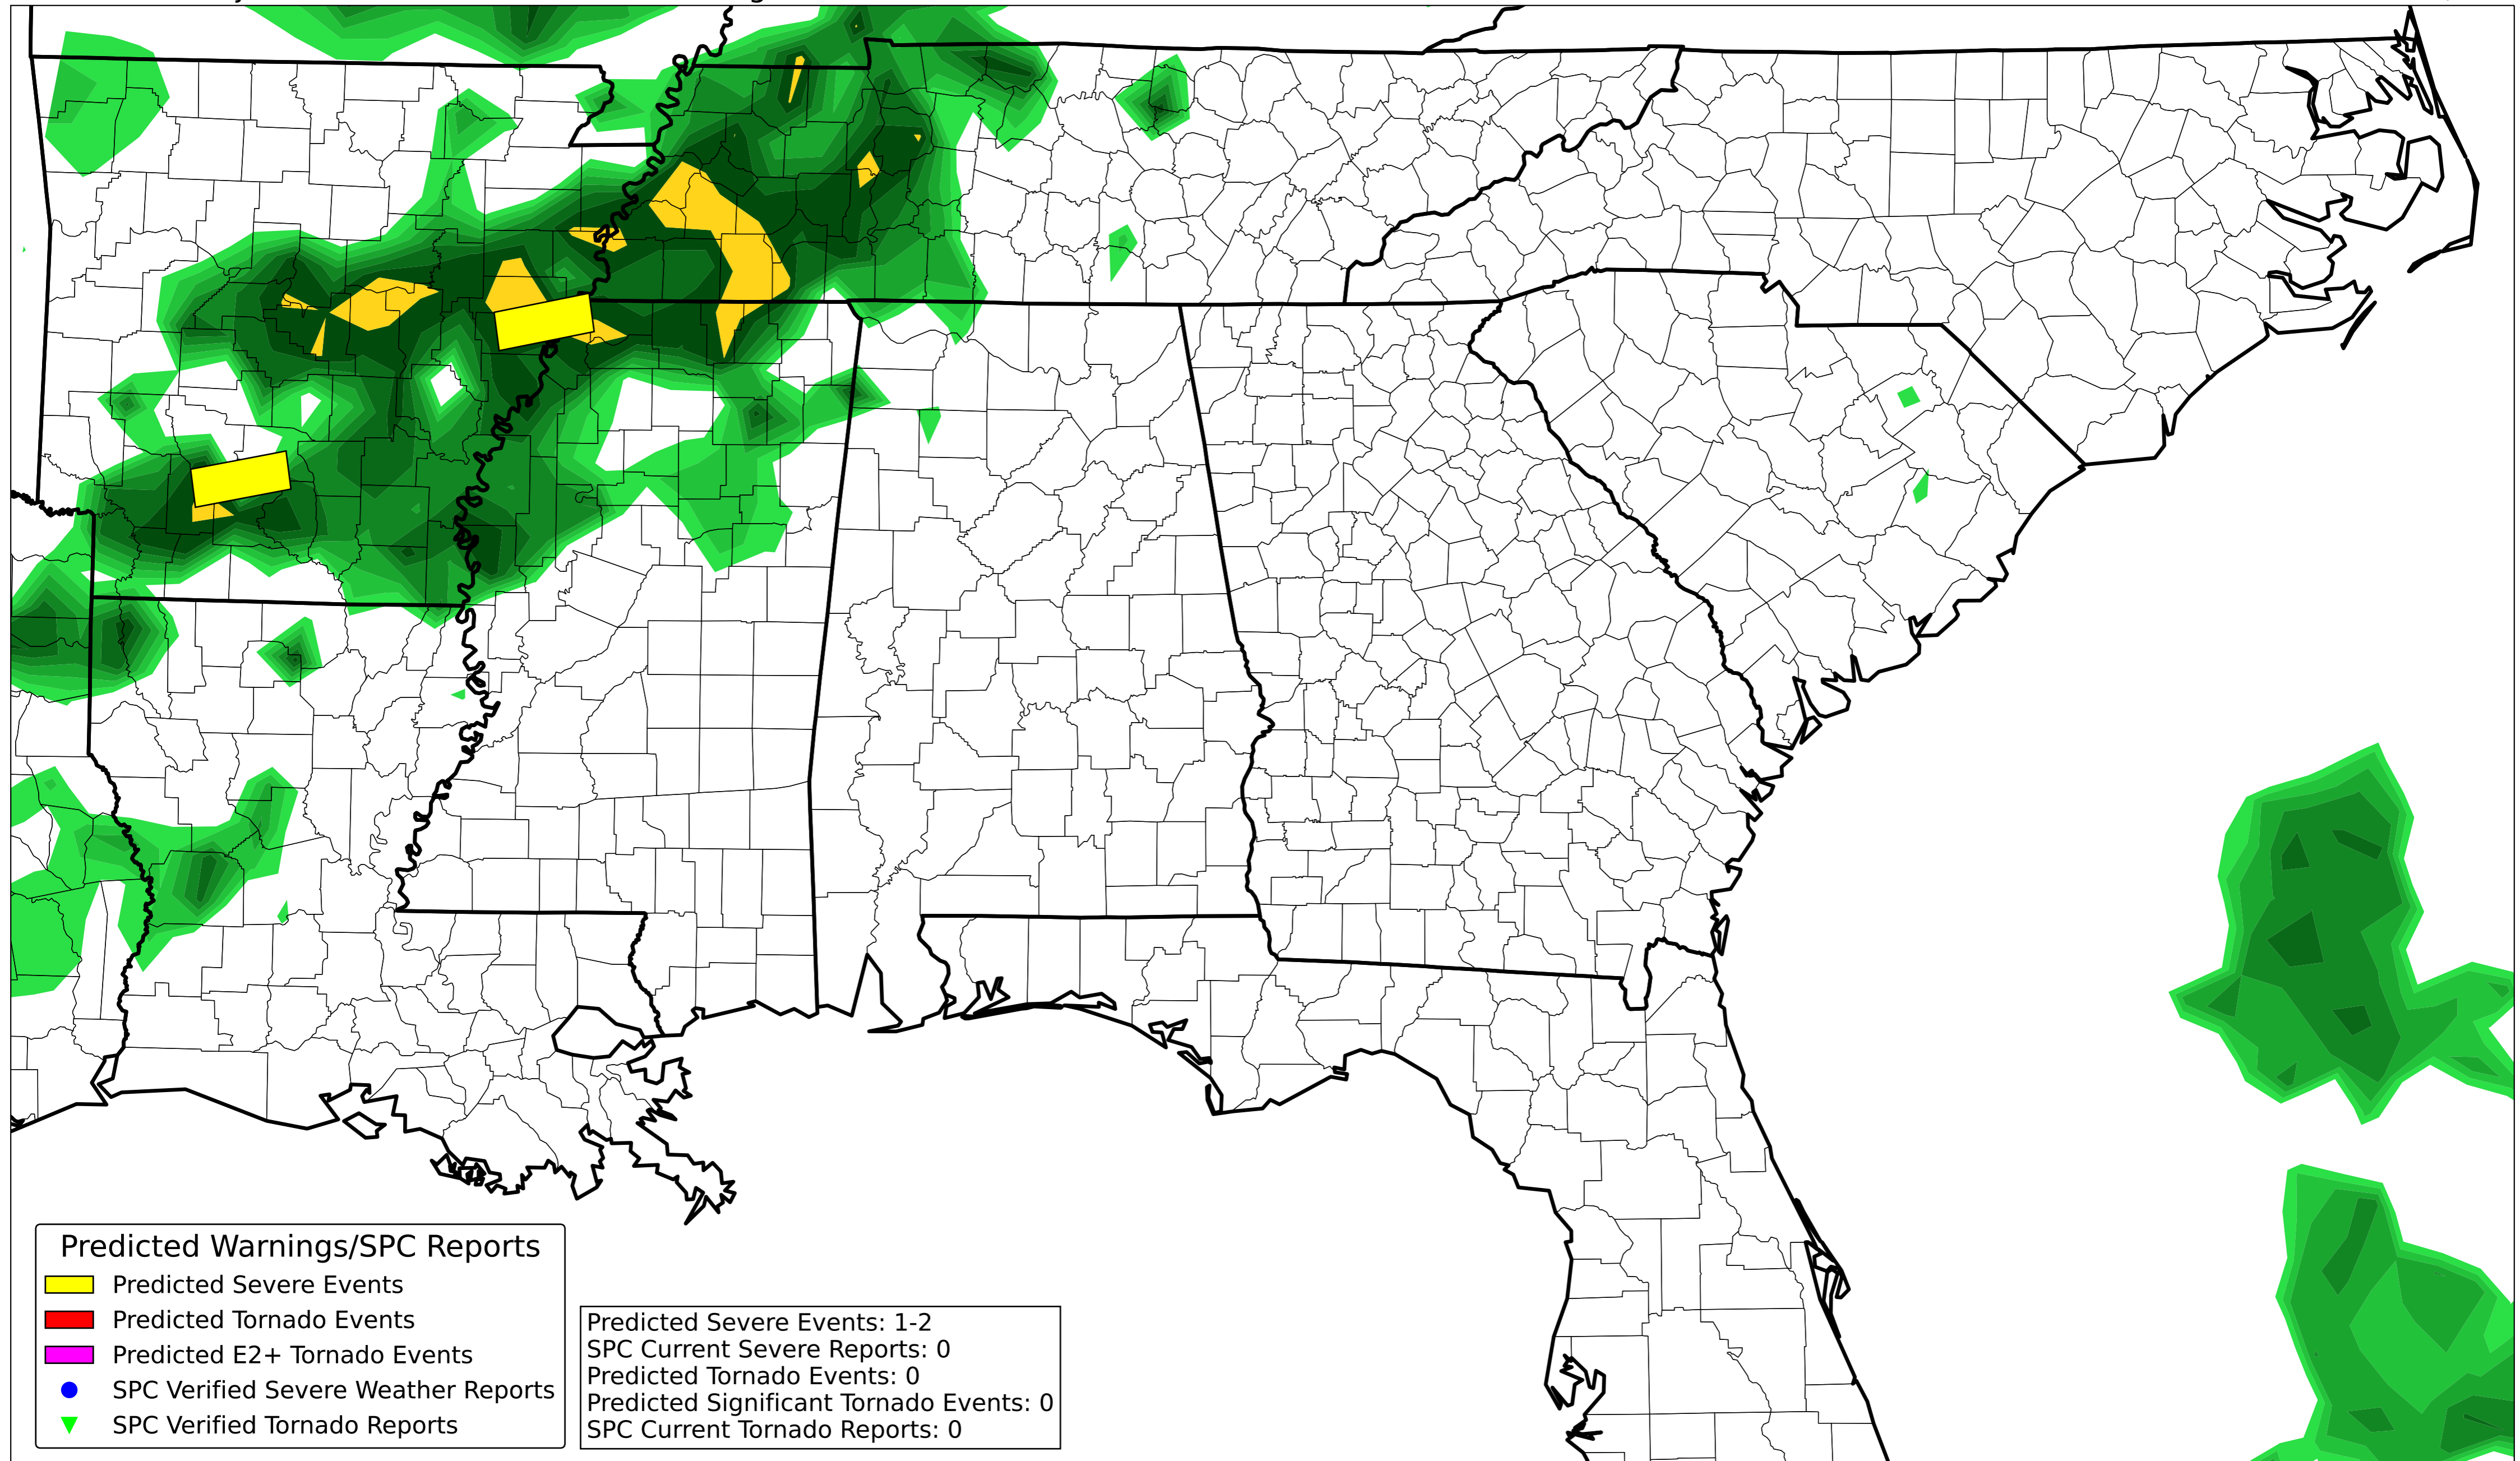 Predicted Warnings/SPC Reports
Predicted Severe Events
Predicted Tornado Events
Predicted E2+ Tornado Events
SPC Verified Severe Weather Reports
SPC Verified Tornado Reports
Predicted Severe Events: 1-2
SPC Current Severe Reports: 0
Predicted Tornado Events: 0
Predicted Significant Tornado Events: 0
SPC Current Tornado Reports: 0